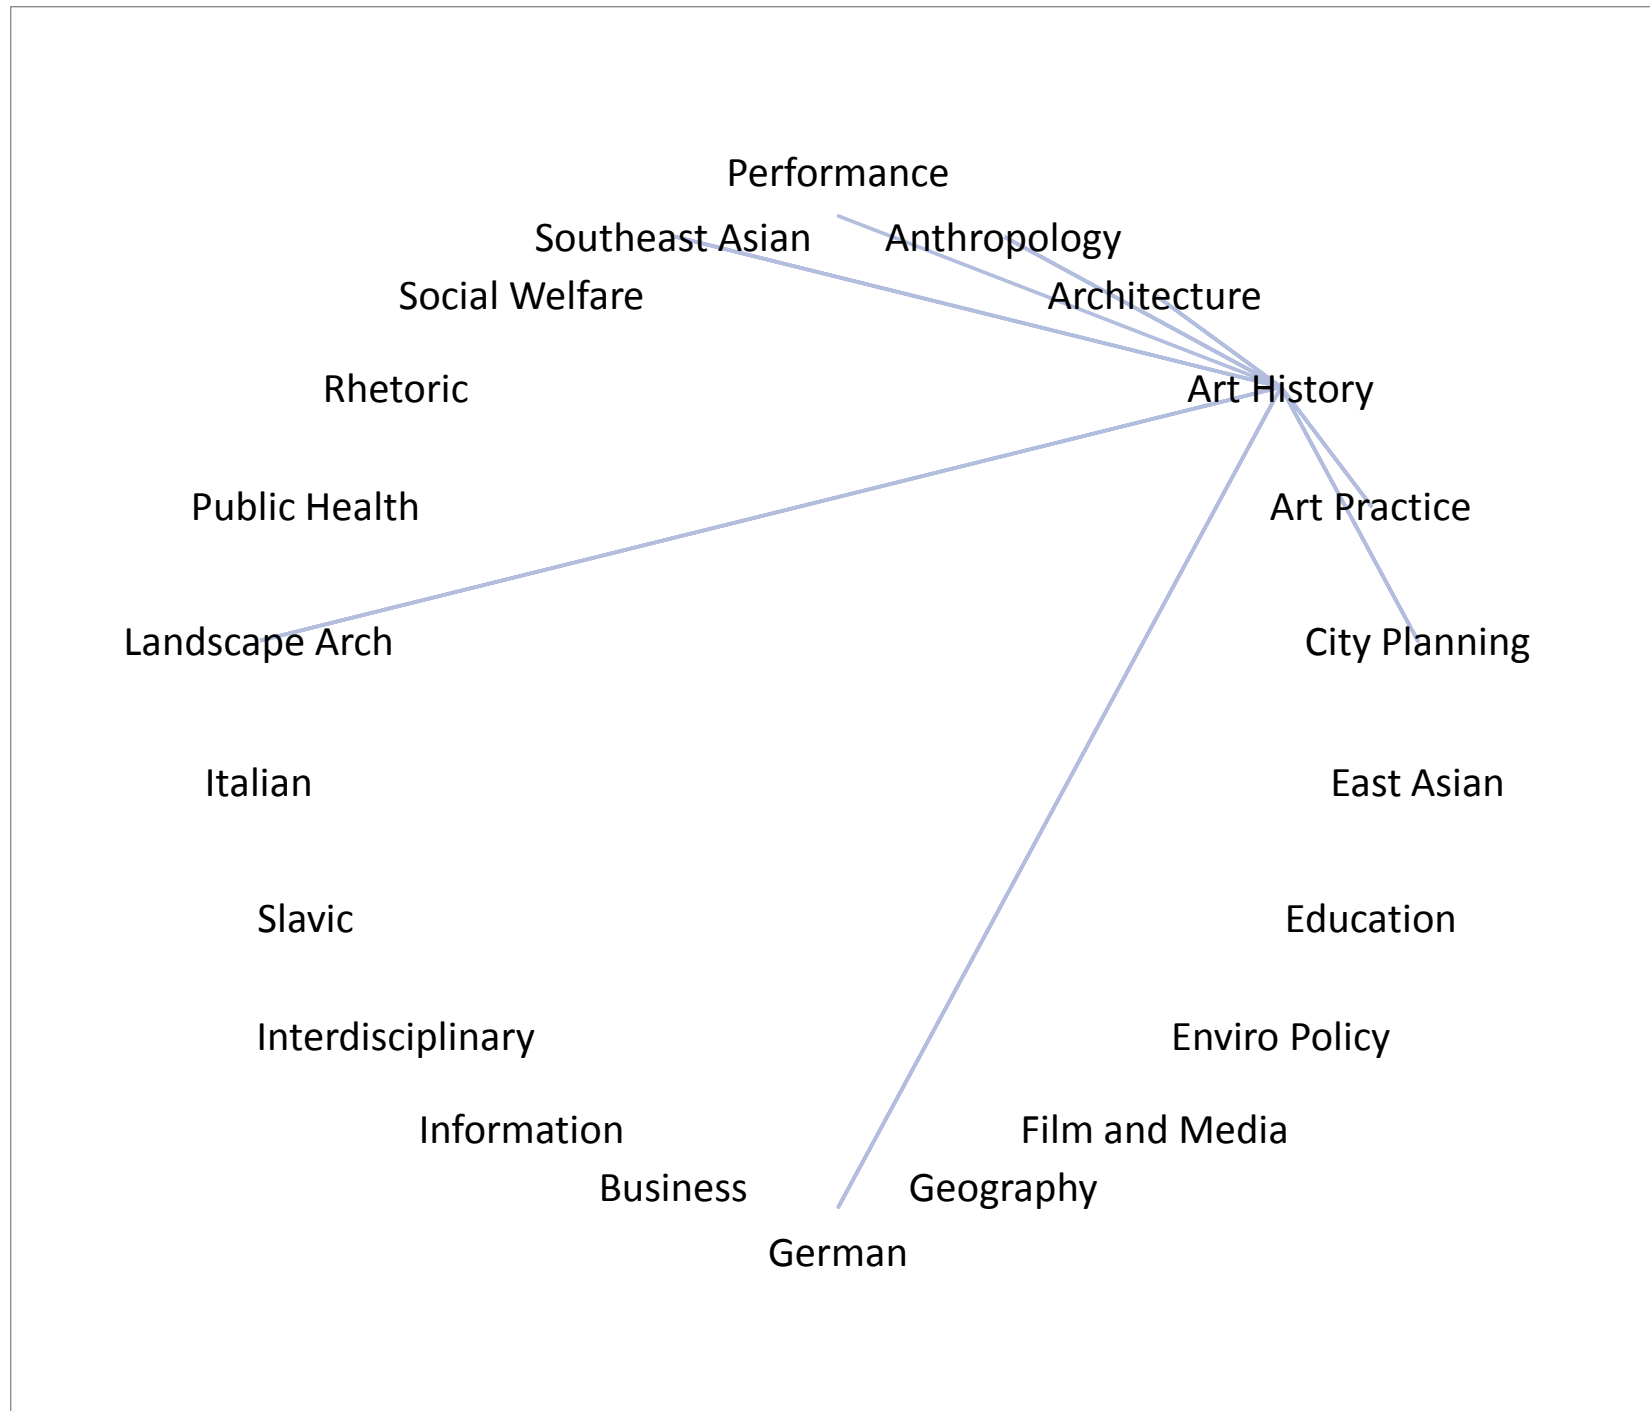 Performance
Southeast Asian
Anthropology
Social Welfare
Architecture
Rhetoric
Art History
Public Health
Art Practice
Landscape Arch
City Planning
Italian
East Asian
Slavic
Education
Interdisciplinary
Enviro Policy
Information
Film and Media
Business
Geography
German